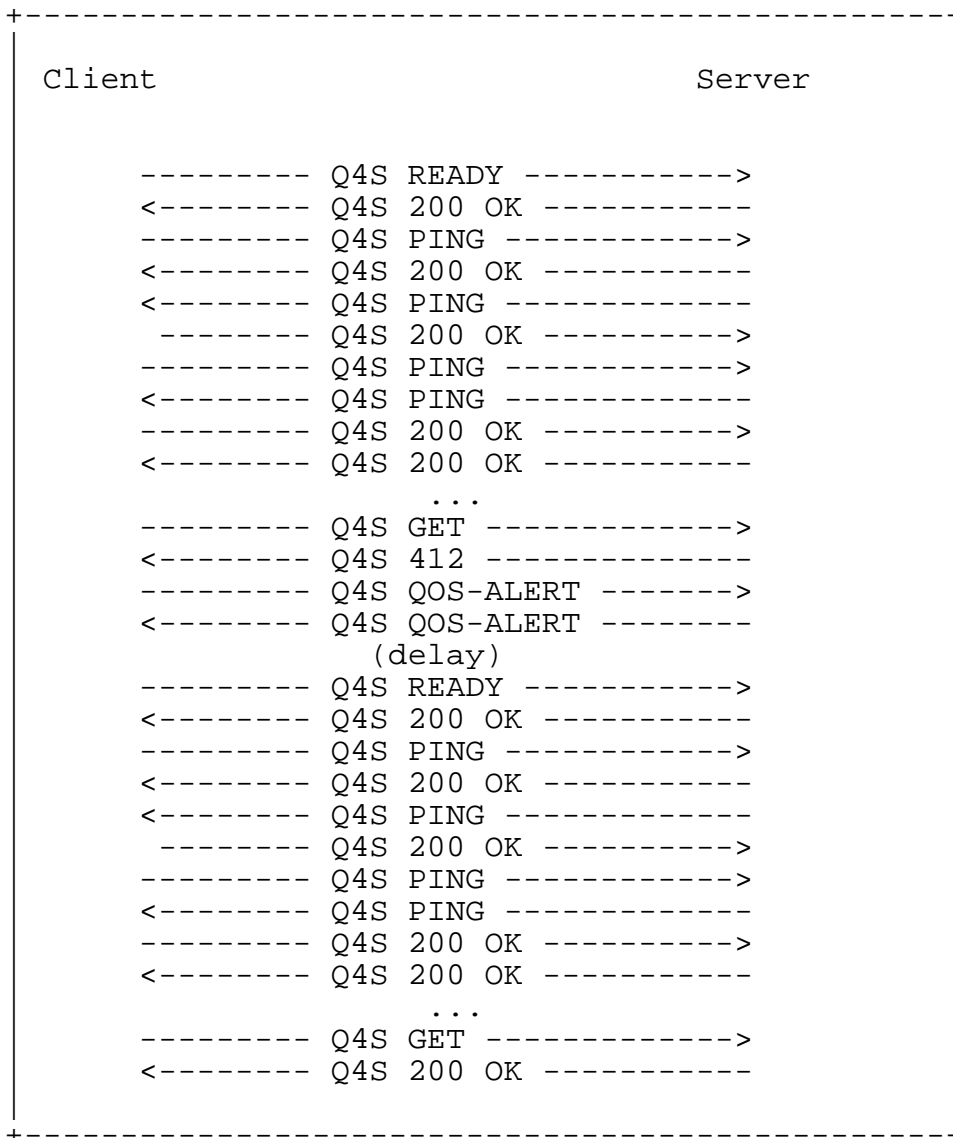 +------------------------------------------------
|
| Client                            Server
|
|
|      --------- Q4S READY ----------->
|      <-------- Q4S 200 OK -----------
|      --------- Q4S PING ------------>
|      <-------- Q4S 200 OK -----------
|      <-------- Q4S PING -------------
|       -------- Q4S 200 OK ---------->
|      --------- Q4S PING ------------>
|      <-------- Q4S PING -------------
|      --------- Q4S 200 OK ---------->
|      <-------- Q4S 200 OK -----------
|                     ...
|      --------- Q4S GET ------------->
|      <-------- Q4S 412 --------------
|      --------- Q4S QOS-ALERT ------->
|      <-------- Q4S QOS-ALERT --------
|                  (delay)
|      --------- Q4S READY ----------->
|      <-------- Q4S 200 OK -----------
|      --------- Q4S PING ------------>
|      <-------- Q4S 200 OK -----------
|      <-------- Q4S PING -------------
|       -------- Q4S 200 OK ---------->
|      --------- Q4S PING ------------>
|      <-------- Q4S PING -------------
|      --------- Q4S 200 OK ---------->
|      <-------- Q4S 200 OK -----------
|                     ...
|      --------- Q4S GET ------------->
|      <-------- Q4S 200 OK -----------
|
+------------------------------------------------